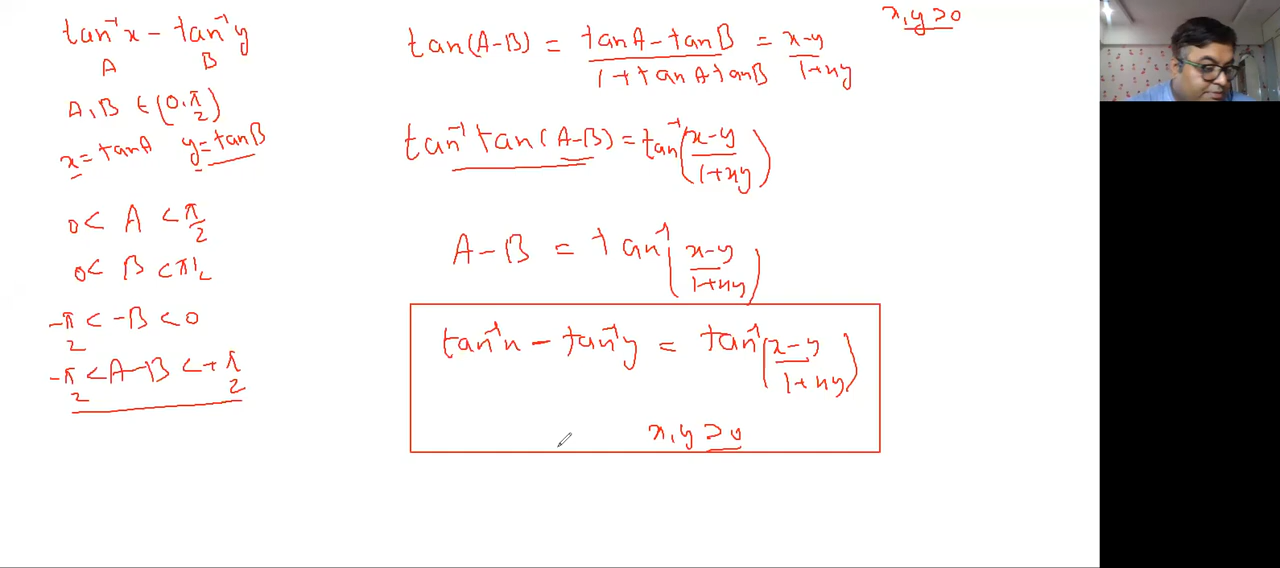 tan⁻¹x − tan⁻¹y
A B
A, B ∈ (0, π/2)
x = tanA y = tanB
0 < A < π/2
0 < B < π/2
-π/2 < -B < 0
-π/2 < A-B < +π/2
x, y > 0
tan(A-B) = (tanA - tanB)/(1 + tanA tanB) = (x-y)/(1+xy)
tan⁻¹ tan(A-B) = tan⁻¹((x-y)/(1+xy))
A-B = tan⁻¹((x-y)/(1+xy))
tan⁻¹x − tan⁻¹y = tan⁻¹((x-y)/(1+xy))
x, y > 0